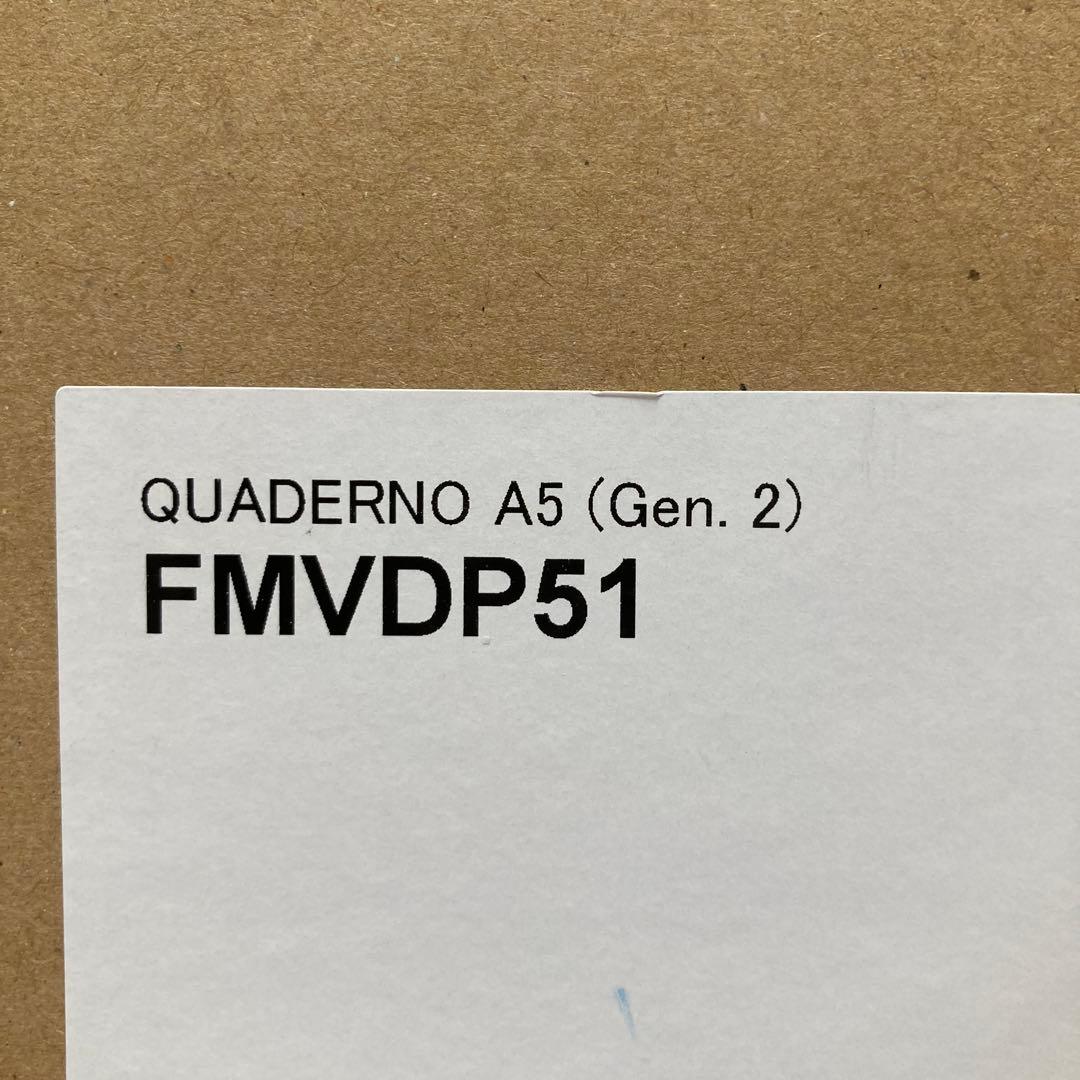 QUADERNO A5 (Gen. 2)
FMVDP51